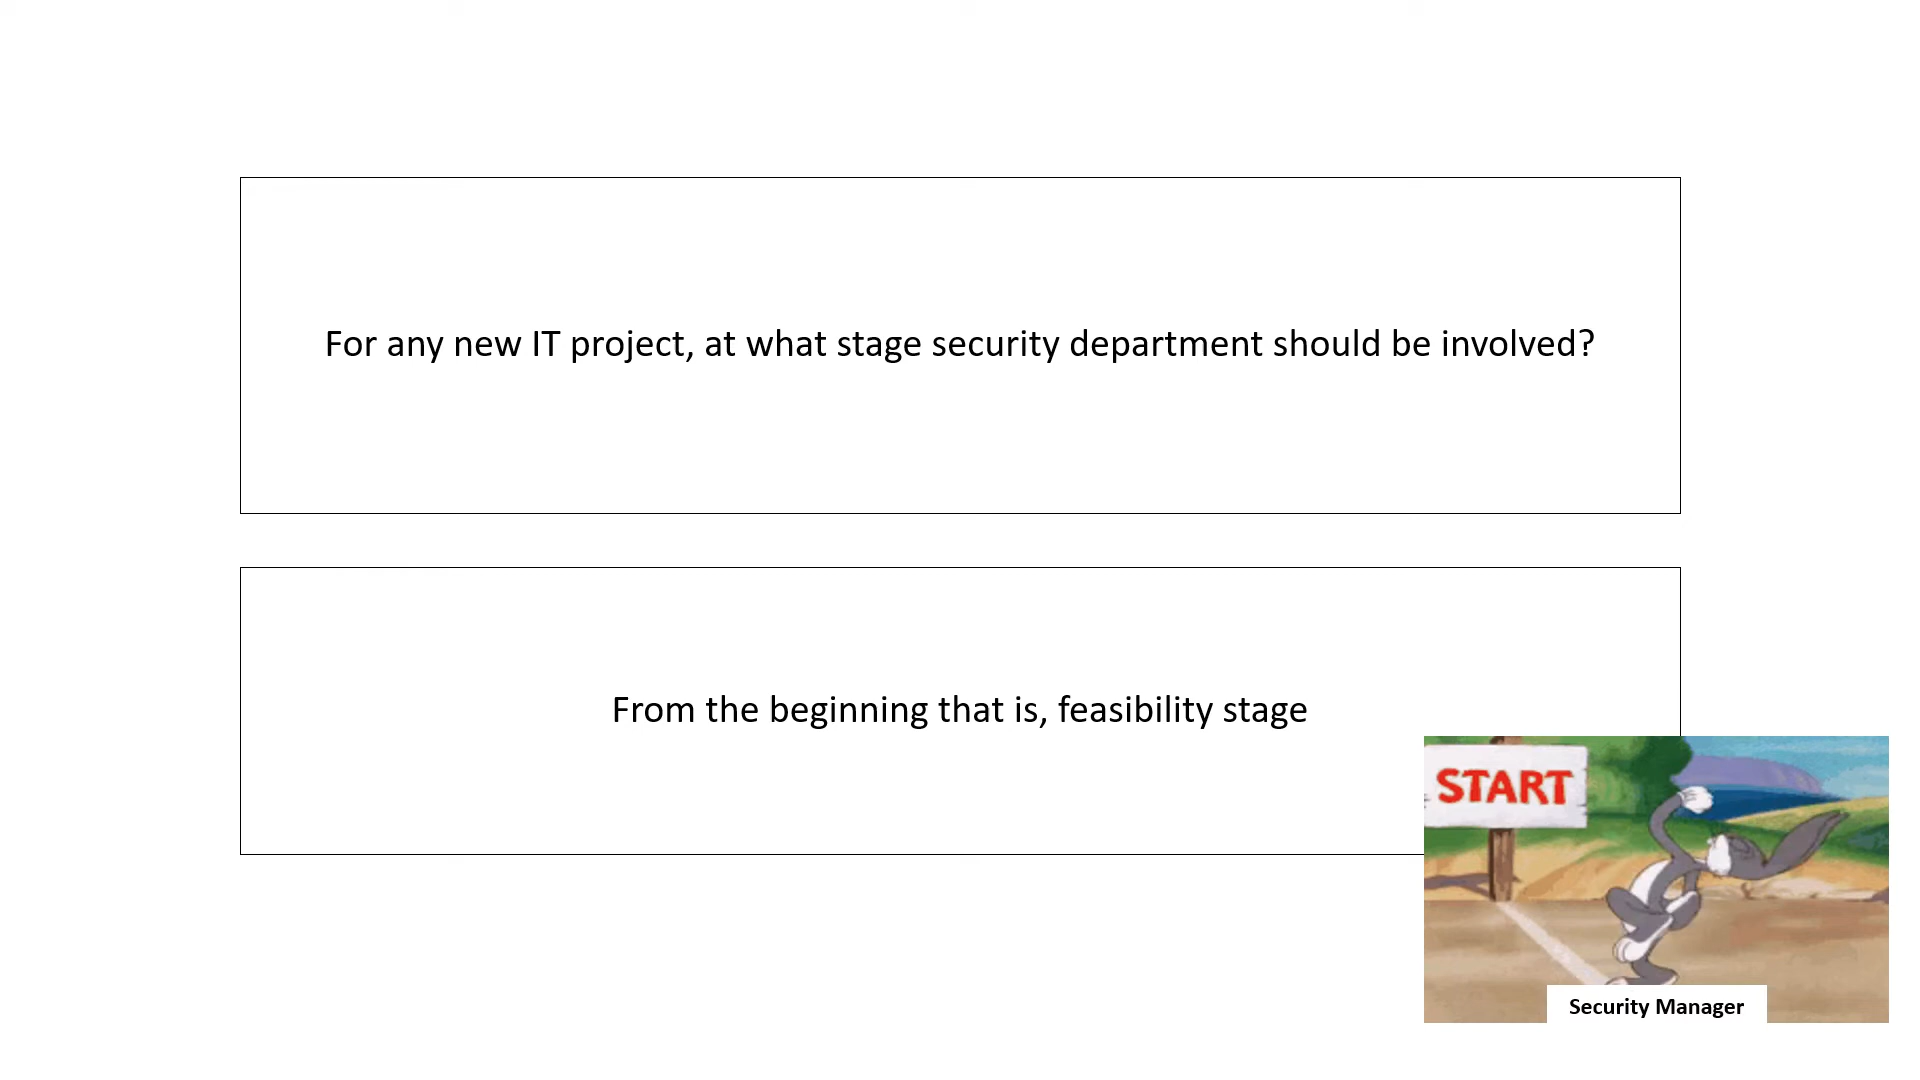 For any new IT project, at what stage security department should be involved?
From the beginning that is, feasibility stage
START
Security Manager